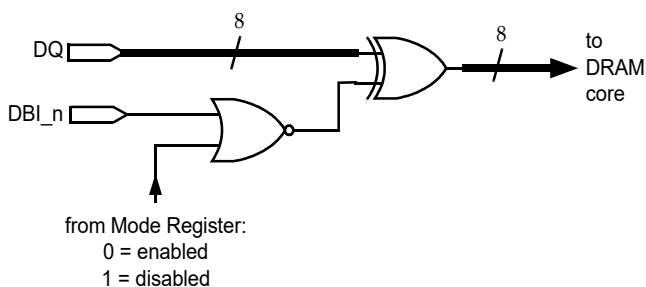 8
8
DQ
to
DRAM
core
DBI_n
from Mode Register:
0 = enabled
1 = disabled